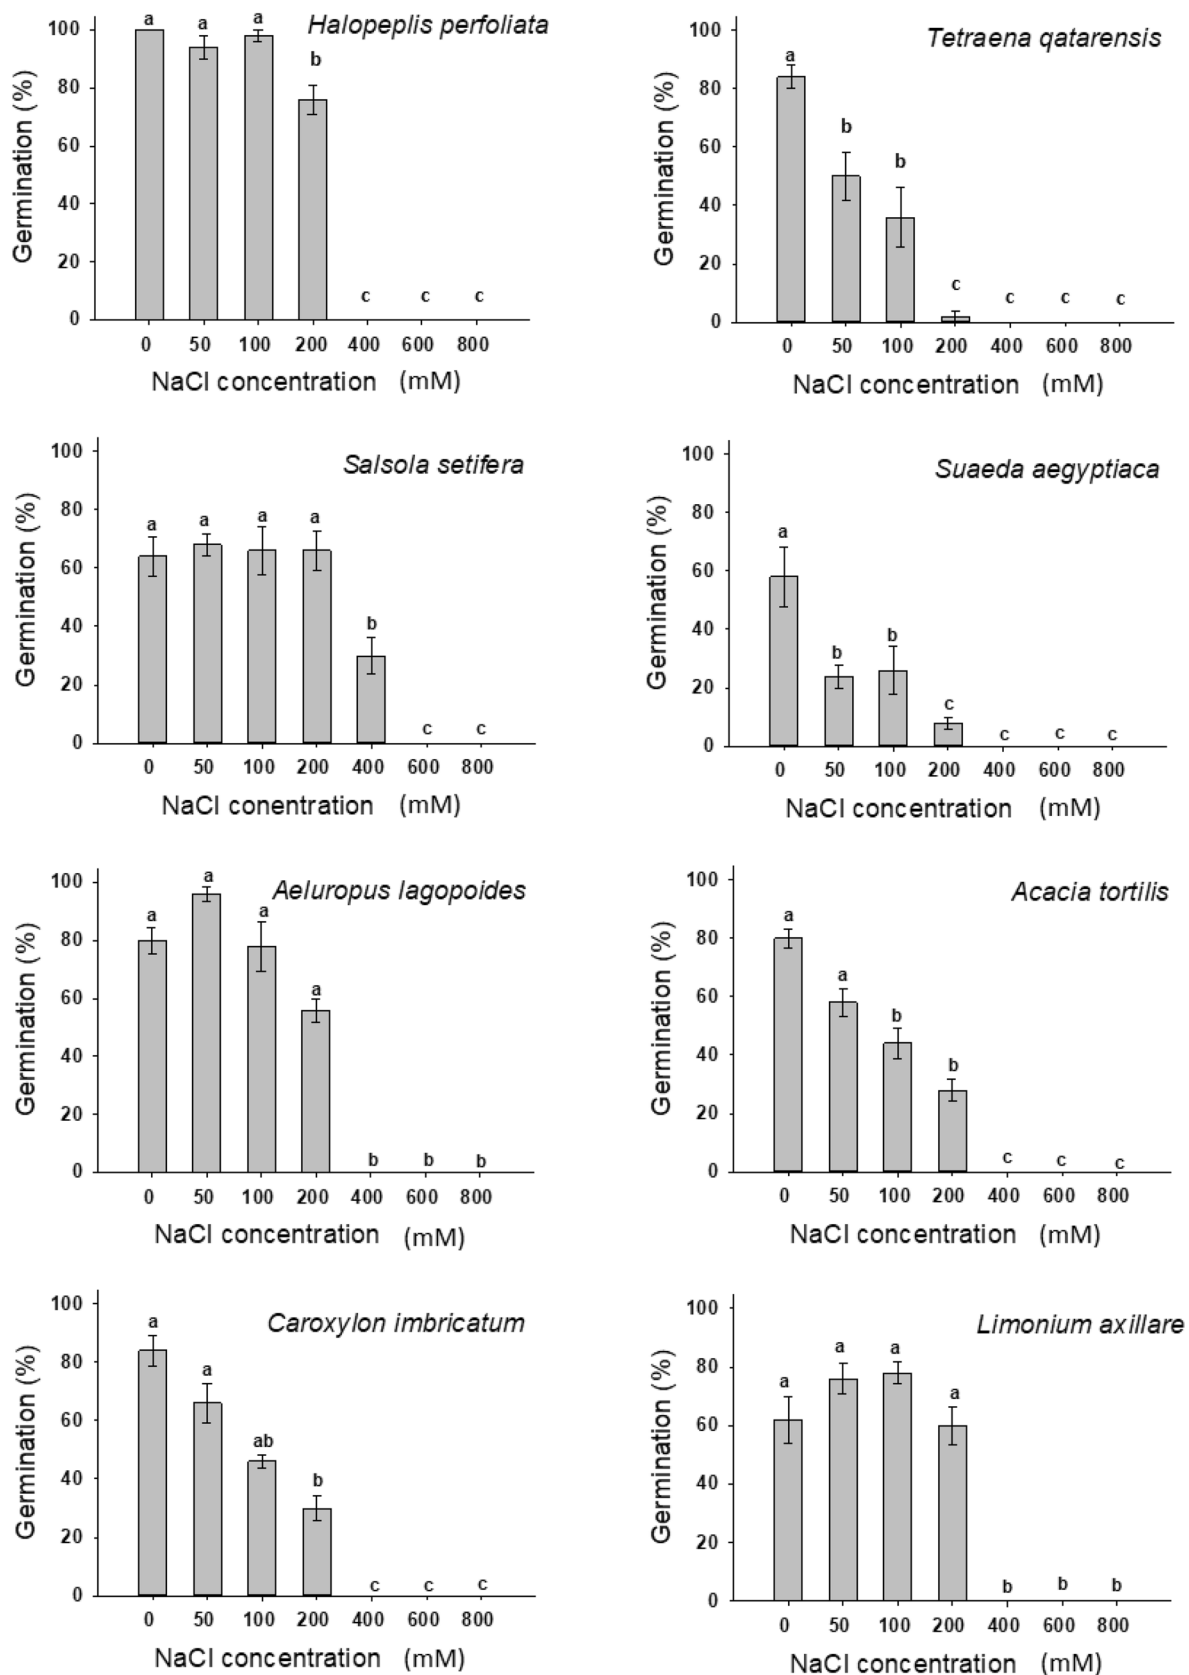 Halopeplis perfoliata
Germination (%)
100
80
60
40
20
0
a a a b c c c
0 50 100 200 400 600 800
NaCl concentration (mM)
Tetraena qatarensis
Germination (%)
100
80
60
40
20
0
a b b c c c c
0 50 100 200 400 600 800
NaCl concentration (mM)
Salsola setifera
Germination (%)
100
80
60
40
20
0
a a a a b c c
0 50 100 200 400 600 800
NaCl conentration (mM)
Suaeda aegyptiaca
Germination (%)
100
80
60
40
20
0
a b b c c c c
0 50 100 200 400 600 800
NaCl concentration (mM)
Aeluropus lagopoides
Germination (%)
100
80
60
40
20
0
a a a a b b b
0 50 100 200 400 600 800
NaCl concentration (mM)
Acacia tortilis
Germination (%)
100
80
60
40
20
0
a a b b c c c
0 50 100 200 400 600 800
NaCl concentration (mM)
Caroxylon imbricatum
Germination (%)
100
80
60
40
20
0
a a ab b c c c
0 50 100 200 400 600 800
NaCl concentration (mM)
Limonium axillare
Germination (%)
100
80
60
40
20
0
a a a a b b b
0 50 100 200 400 600 800
NaCl concentration (mM)